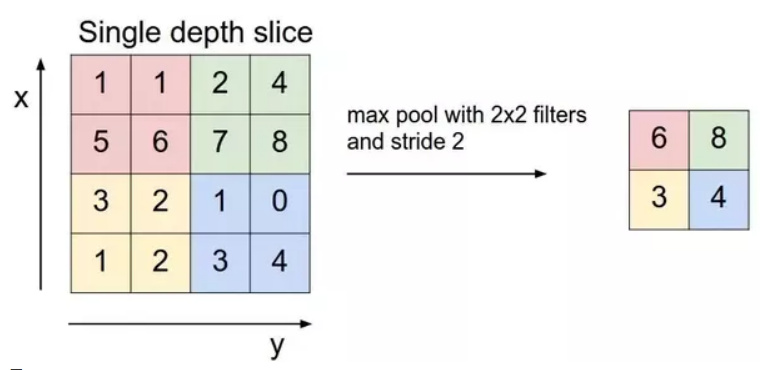 Single depth slice
x
1 1 2 4
5 6 7 8
3 2 1 0
1 2 3 4
y
max pool with 2x2 filters
and stride 2
6 8
3 4